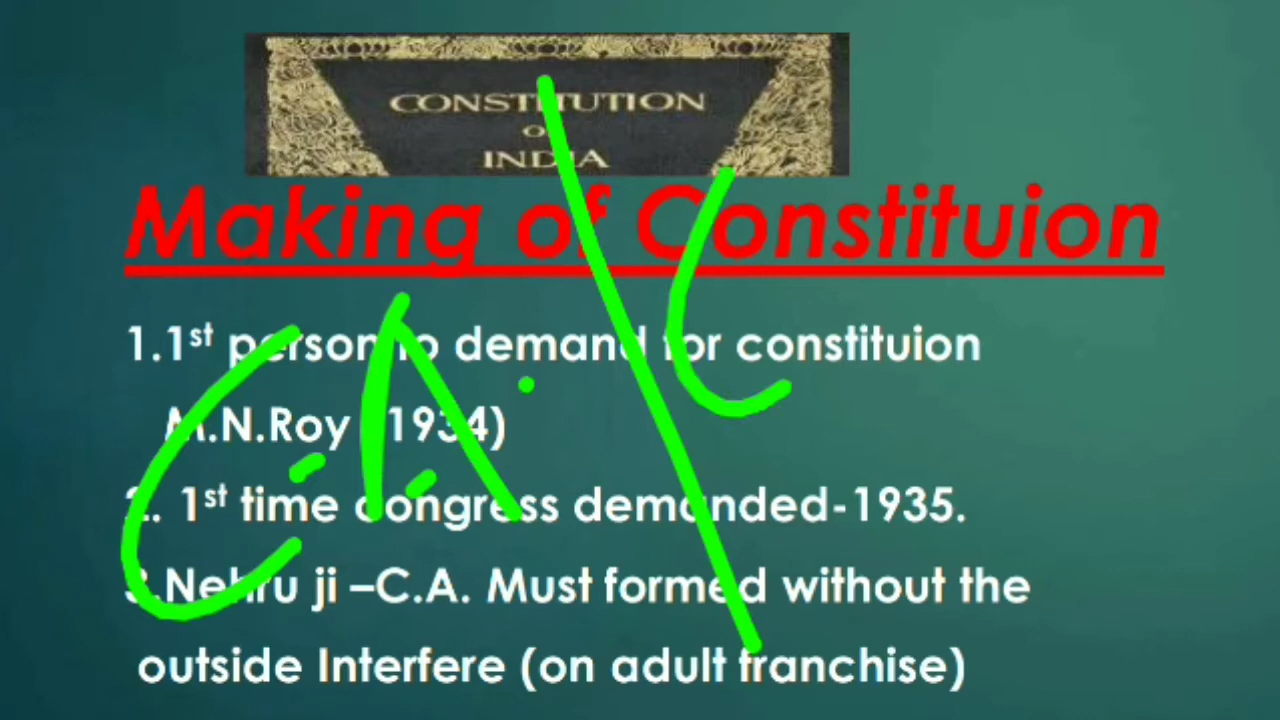 CONSTITUTION
OF
INDIA
Making of Constituion
1.1st person to demand for constituion
M.N.Roy (1934)
2. 1st time congress demanded-1935.
3.Nehru ji –C.A. Must formed without the
outside Interfere (on adult franchise)
C.A. \ C